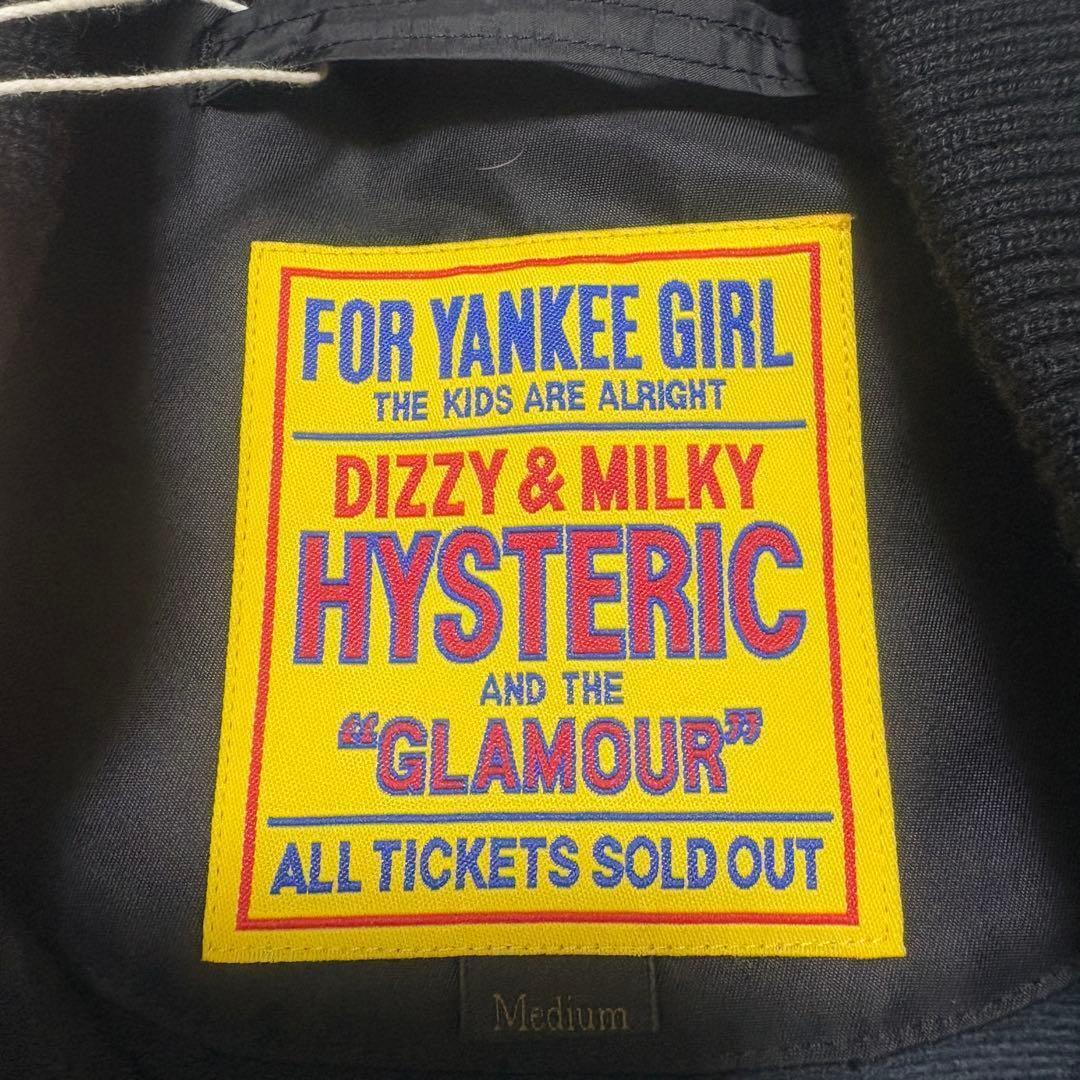 FOR YANKEE GIRL
THE KIDS ARE ALRIGHT
DIZZY & MILKY
HYSTERIC
AND THE
“GLAMOUR”
ALL TICKETS SOLD OUT
Medium